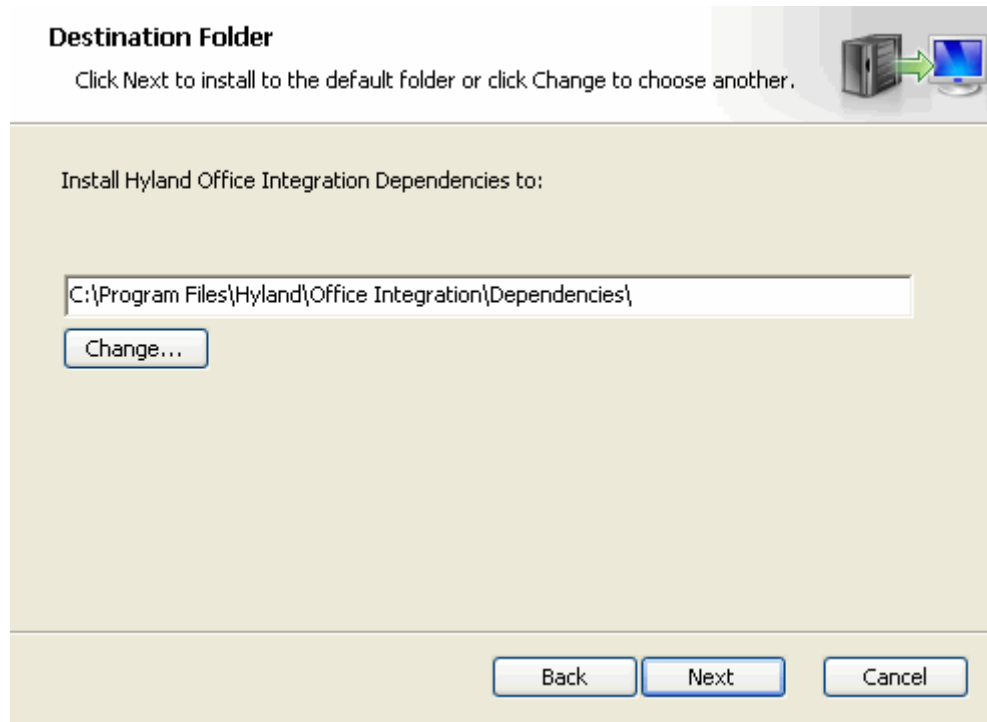 Destination Folder
Click Next to install to the default folder or click Change to choose another.
Install Hyland Office Integration Dependencies to:
C:\Program Files\Hyland\Office Integration\Dependencies\
Change...
Back Next Cancel